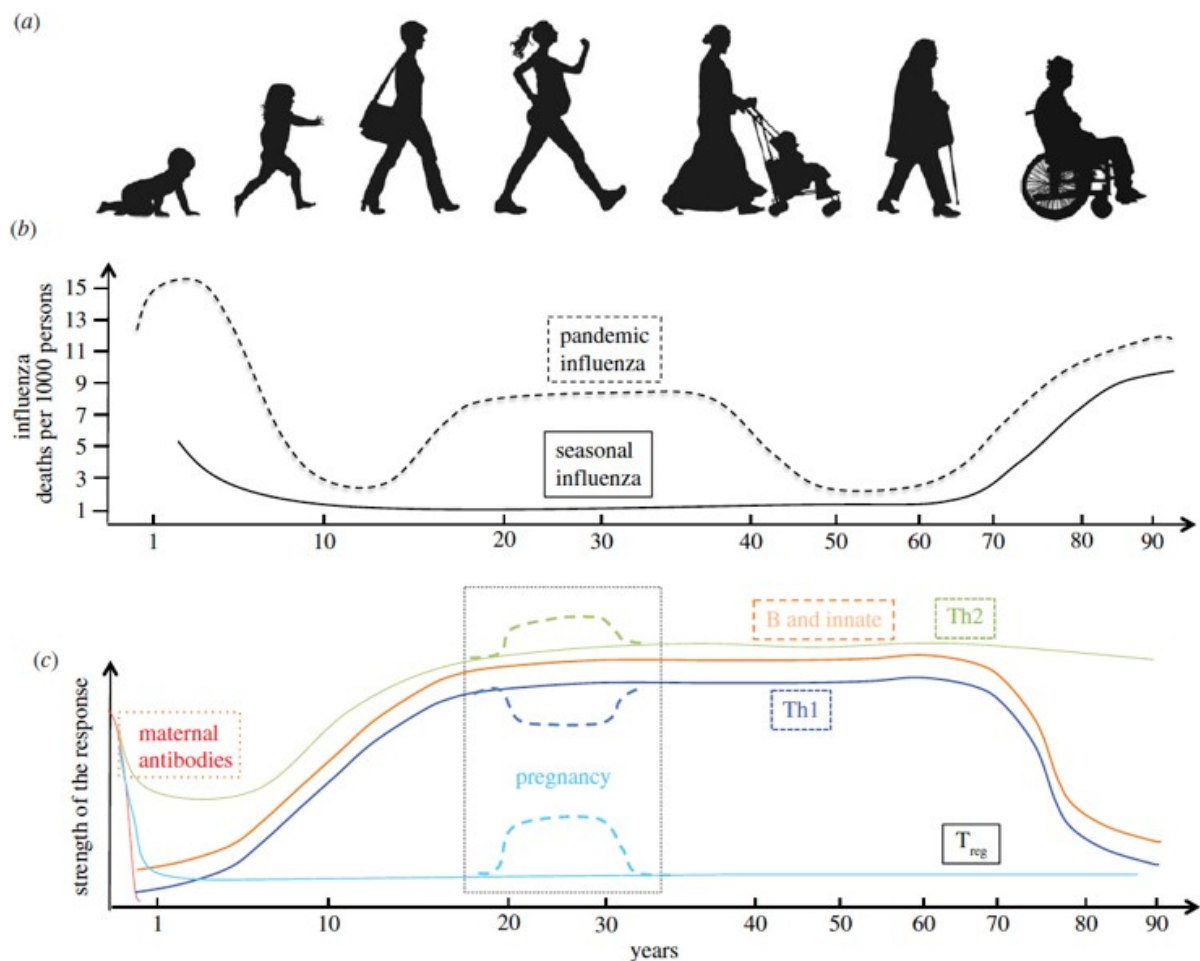 (a)
(b)
influenza
deaths per 1000 persons
15
13
11
9
7
5
3
1
pandemic
influenza
seasonal
influenza
1 10 20 30 40 50 60 70 80 90
(c)
strength of the response
maternal
antibodies
B and innate
Th2
Th1
pregnancy
Treg
1 10 20 30 40 50 60 70 80 90
years